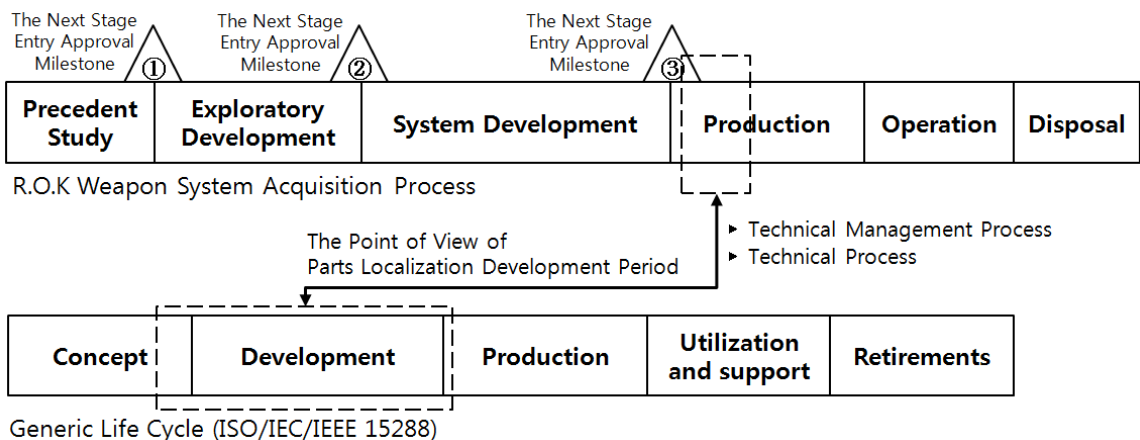 The Next Stage
Entry Approval
Milestone
①
The Next Stage
Entry Approval
Milestone
②
The Next Stage
Entry Approval
Milestone
③
Precedent
Study
Exploratory
Development
System Development
Production
Operation
Disposal
R.O.K Weapon System Acquisition Process
The Point of View of
Parts Localization Development Period
▸ Technical Management Process
▸ Technical Process
Concept
Development
Production
Utilization
and support
Retirements
Generic Life Cycle (ISO/IEC/IEEE 15288)